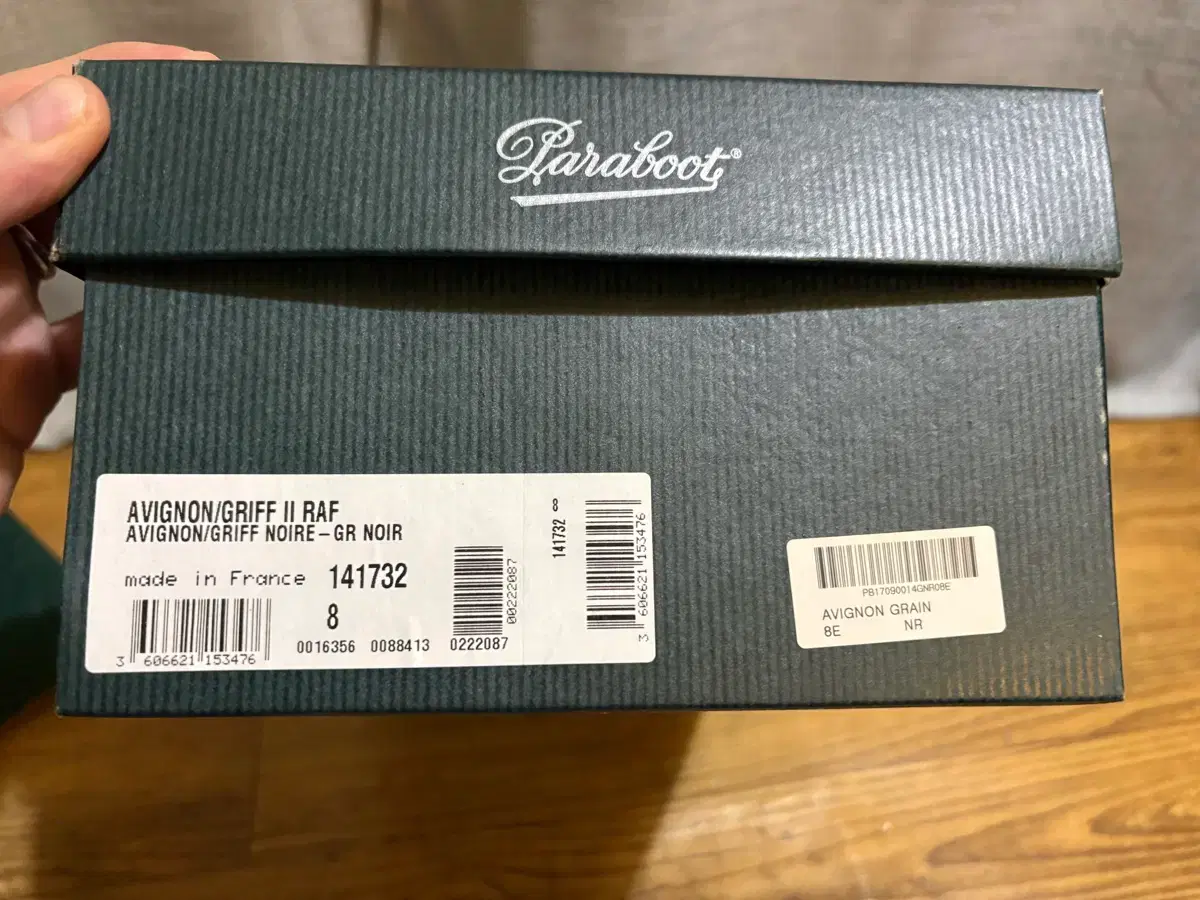 Paraboot®
AVIGNON/GRIFF II RAF
AVIGNON/GRIFF NOIRE – GR NOIR
made in France 141732
8
3 606621 153476
0016356 0088413 0222087
00222087
141732 8
3 606621 153476
PB17090014GNR08E
AVIGNON GRAIN
8E NR